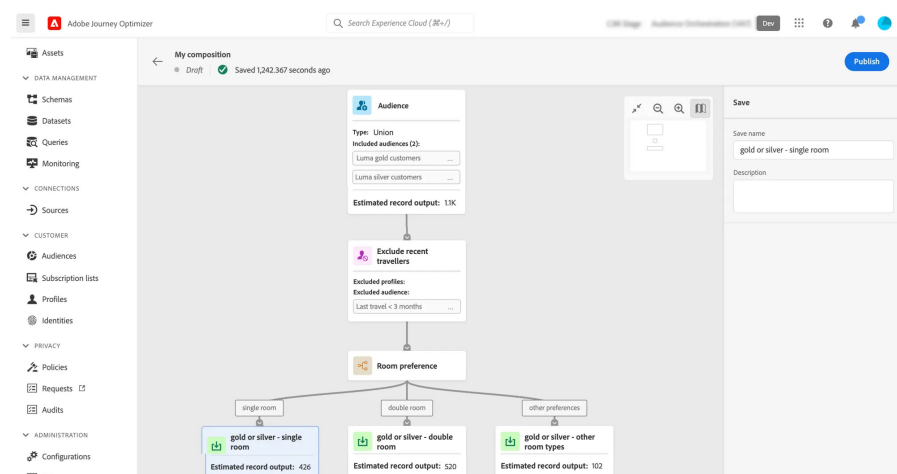 Adobe Journey Optimizer
Search Experience Cloud (⌘+/)
Dev
Assets
DATA MANAGEMENT
Schemas
Datasets
Queries
Monitoring
CONNECTIONS
Sources
CUSTOMER
Audiences
Subscription lists
Profiles
Identities
PRIVACY
Policies
Requests
Audits
ADMINISTRATION
Configurations
My composition
Draft
Saved 1,242.367 seconds ago
Publish
Audience
Type: Union
Included audiences (2):
Luma gold customers ...
Luma silver customers ...
Estimated record output: 1.1K
Exclude recent
travellers
Excluded profiles:
Excluded audience:
Last travel < 3 months ...
Room preference
single room
double room
other preferences
gold or silver - single
room
Estimated record output: 426
gold or silver - double
room
Estimated record output: 520
gold or silver - other
room types
Estimated record output: 102
Save
Save name
gold or silver - single room
Description